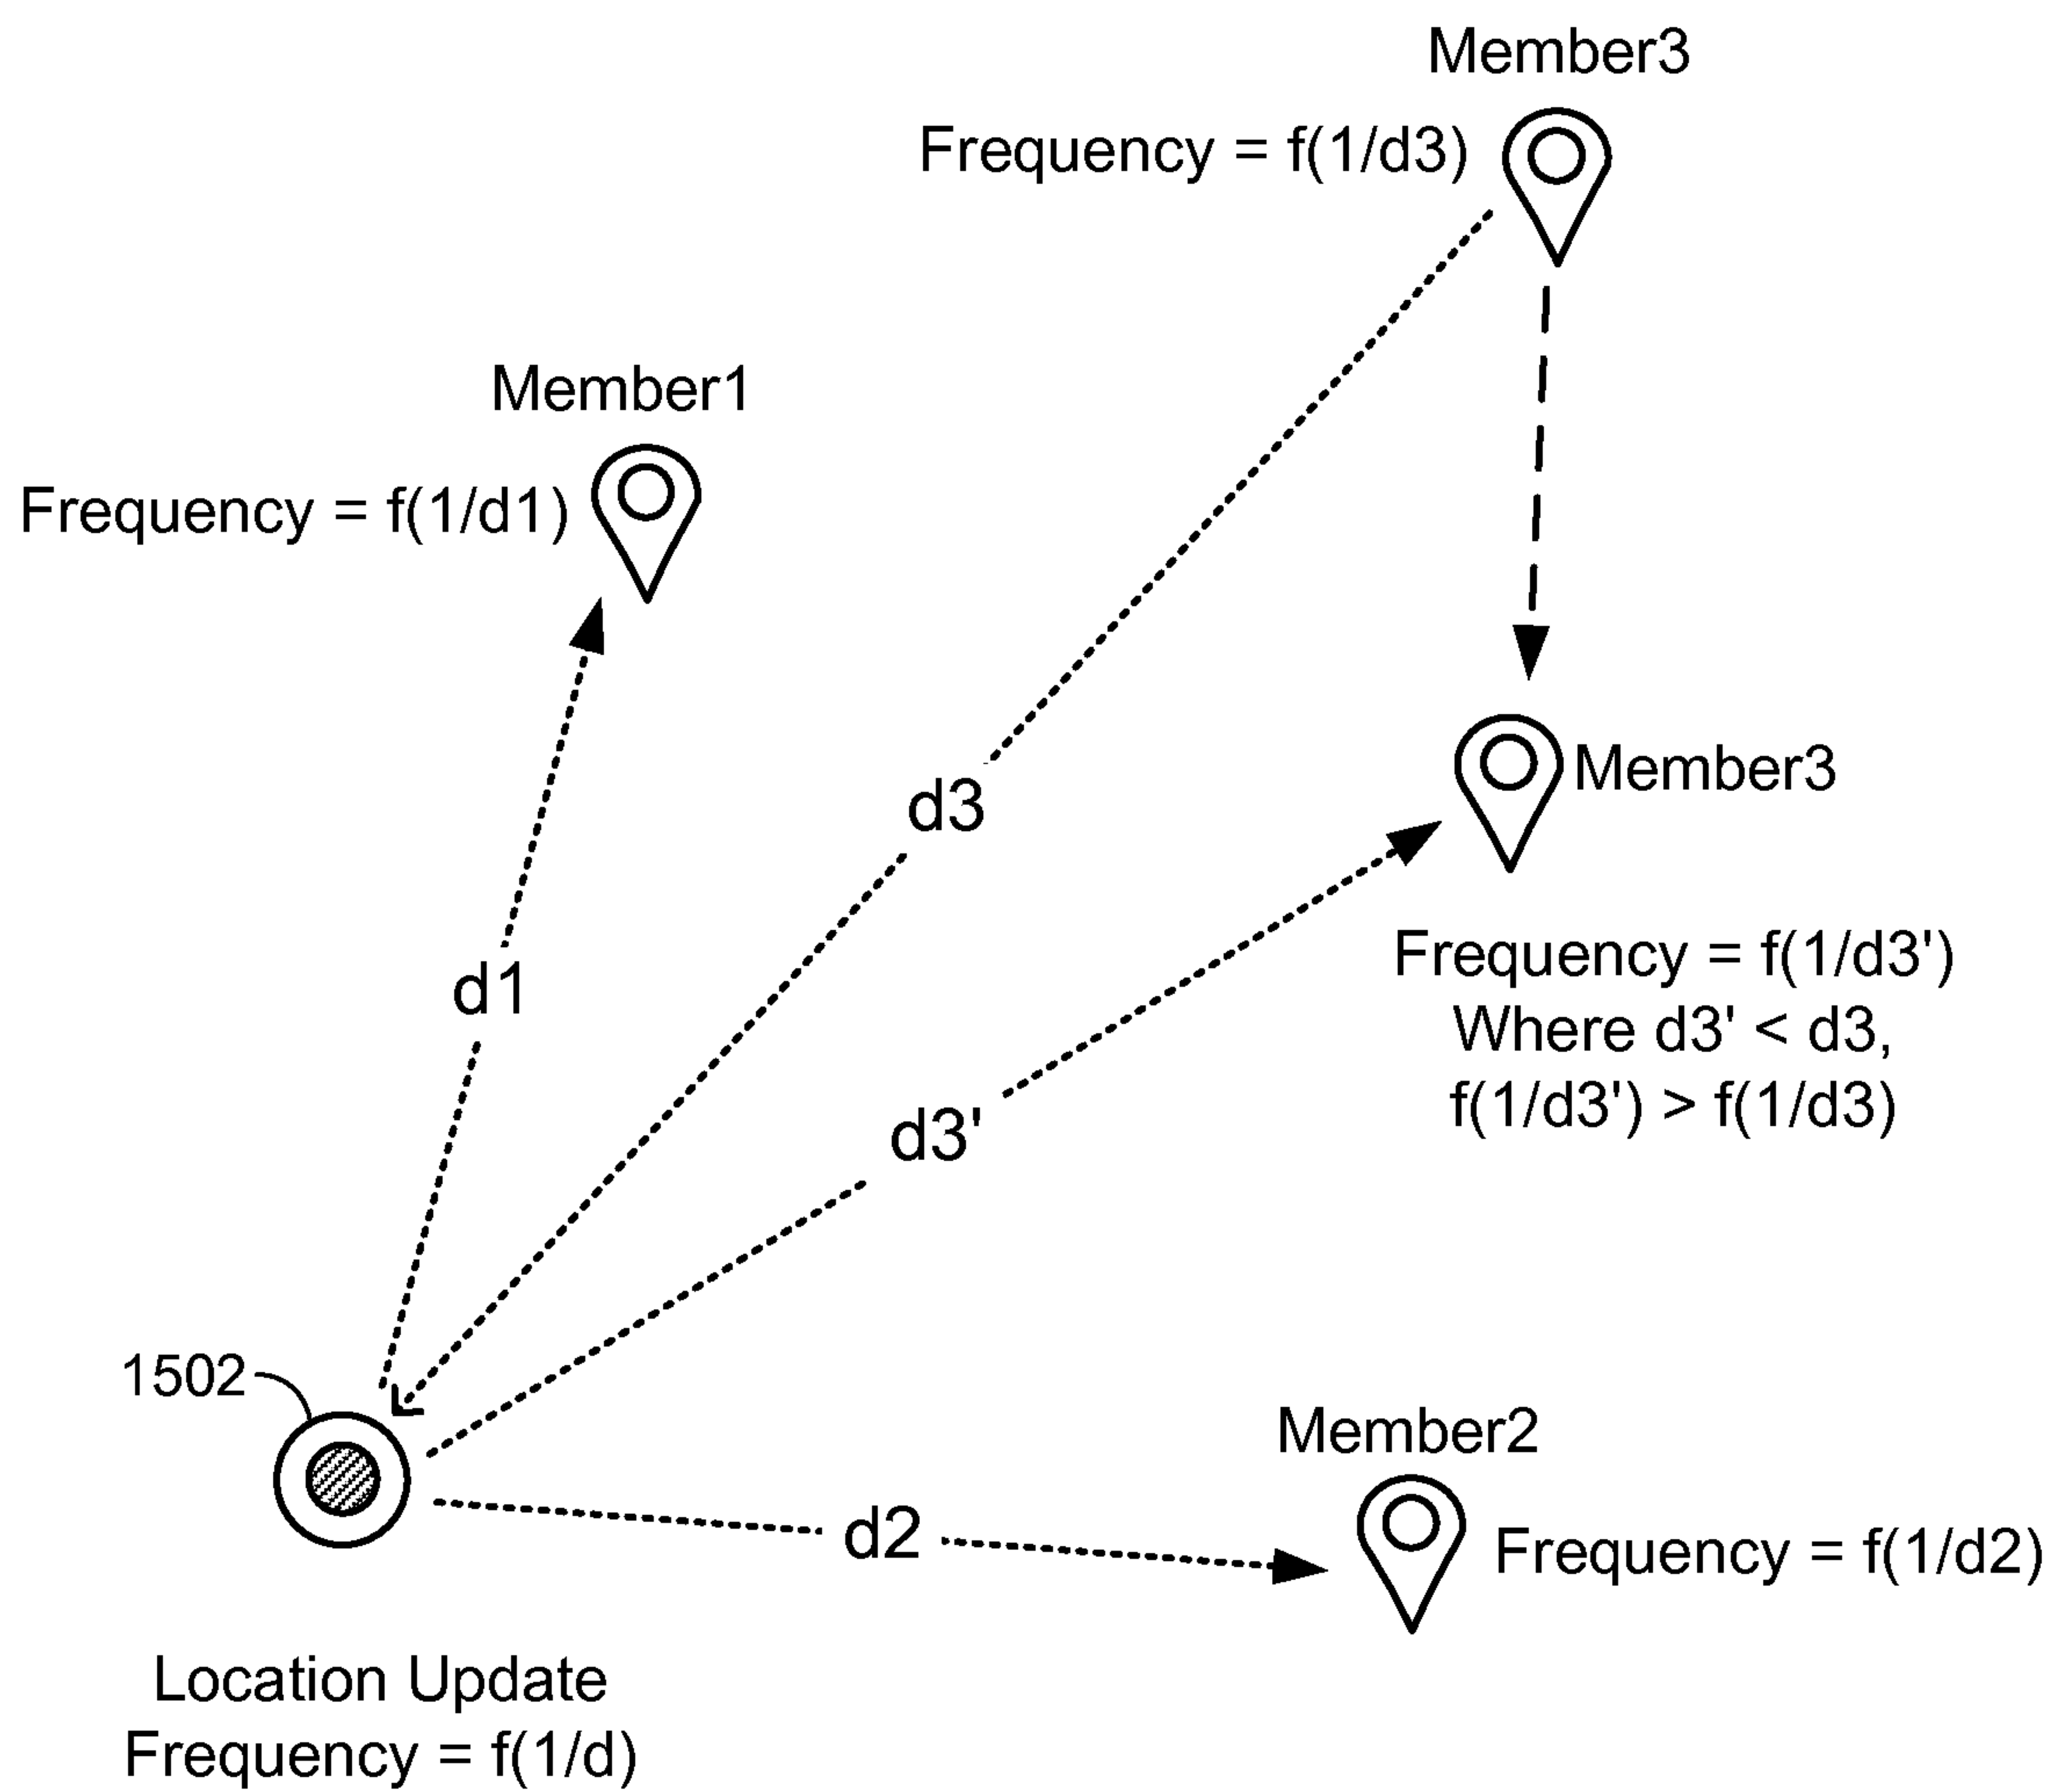 Member3
Frequency = f(1/d3)
Member1
Frequency = f(1/d1)
d3
Member3
d1
Frequency = f(1/d3')
Where d3' < d3,
f(1/d3') > f(1/d3)
d3'
1502
Member2
d2
Frequency = f(1/d2)
Location Update
Frequency = f(1/d)